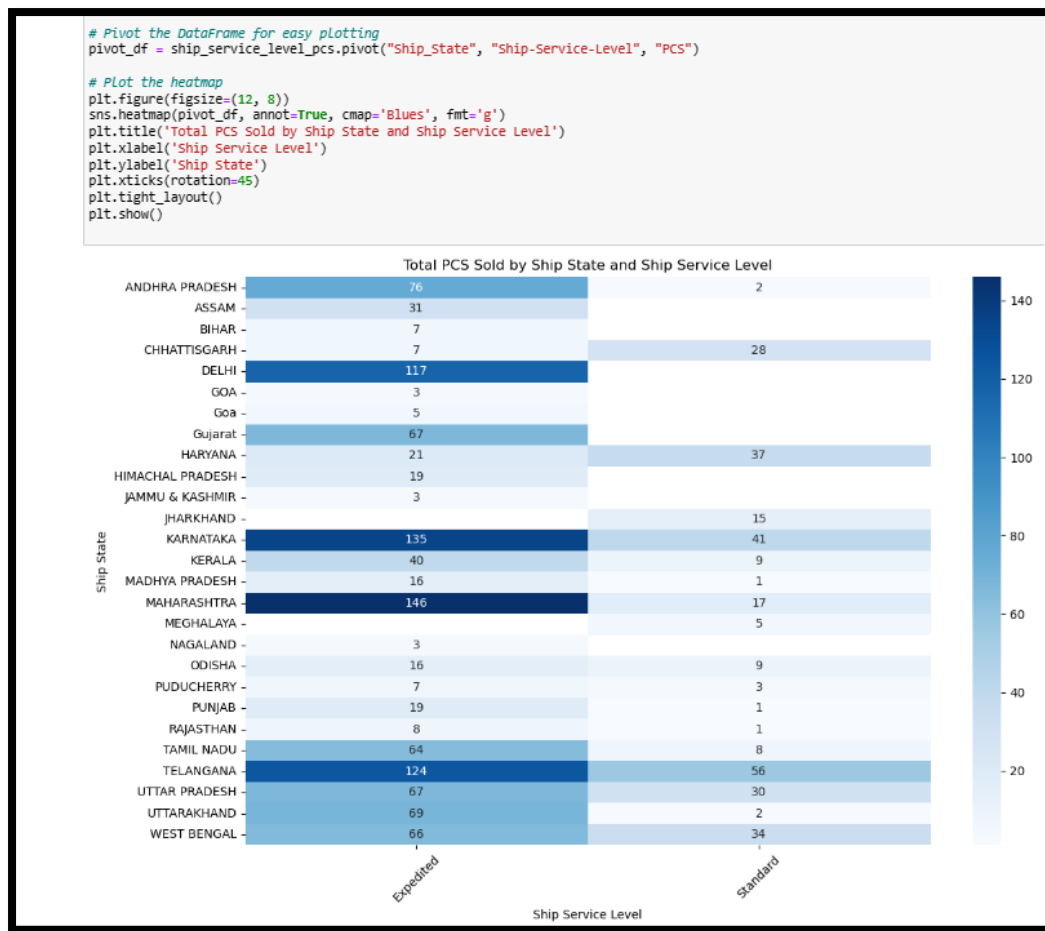 # Pivot the DataFrame for easy plotting
pivot_df = ship_service_level_pcs.pivot("Ship_State", "Ship-Service-Level", "PCS")
# Plot the heatmap
plt.figure(figsize=(12, 8))
sns.heatmap(pivot_df, annot=True, cmap='Blues', fmt='g')
plt.title('Total PCS Sold by Ship State and Ship Service Level')
plt.xlabel('Ship Service Level')
plt.ylabel('Ship State')
plt.xticks(rotation=45)
plt.tight_layout()
plt.show()
Total PCS Sold by Ship State and Ship Service Level
ANDHRA PRADESH 76 2
ASSAM 31
BIHAR 7
CHHATTISGARH 7 28
DELHI 117
GOA 3
Goa 5
Gujarat 67
HARYANA 21 37
HIMACHAL PRADESH 19
JAMMU & KASHMIR 3
JHARKHAND 15
KARNATAKA 135 41
KERALA 40 9
MADHYA PRADESH 16 1
MAHARASHTRA 146 17
MEGHALAYA 5
NAGALAND 3
ODISHA 16 9
PUDUCHERRY 7 3
PUNJAB 19 1
RAJASTHAN 8 1
TAMIL NADU 64 8
TELANGANA 124 56
UTTAR PRADESH 67 30
UTTARAKHAND 69 2
WEST BENGAL 66 34
Ship State
Expedited
Standard
Ship Service Level
140
120
100
80
60
40
20